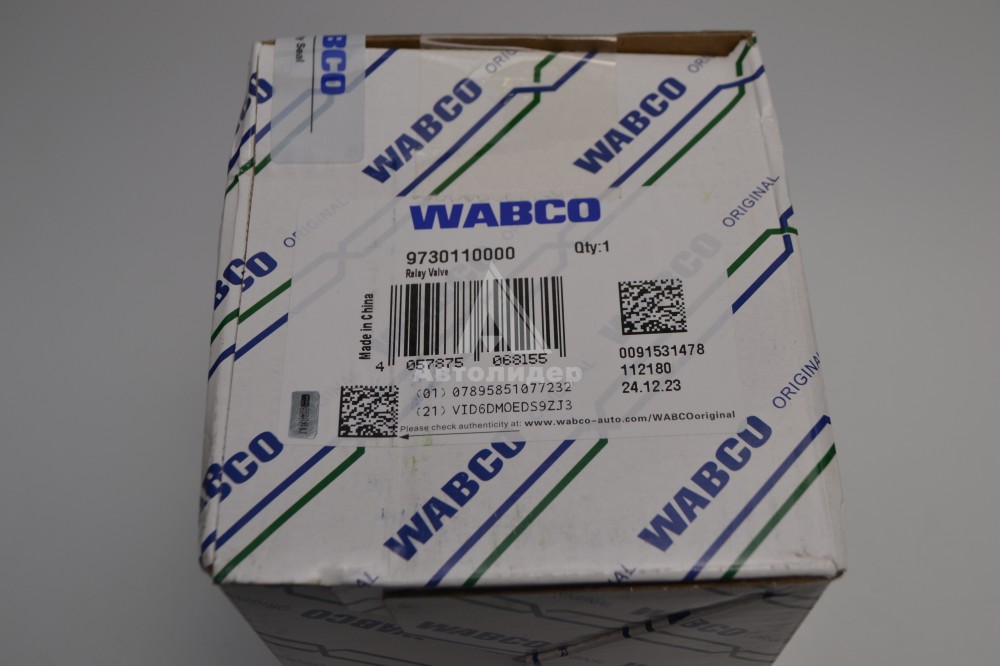 y Seal
WABCO
ORIGINAL
WABCO
ORIGINAL
WABCO
ORIGINAL
WABCO
9730110000 Qty:1
Relay Valve
Made in China
4 057875 068155
Автолидер
0091531478
112180
24.12.23
(01) 07895851077232
(21) VID6DMOEDS9ZJ3
Please check authenticity at: www.wabco-auto.com/WABCOoriginal
WABCO
ORIGINAL
WABCO
WABCO